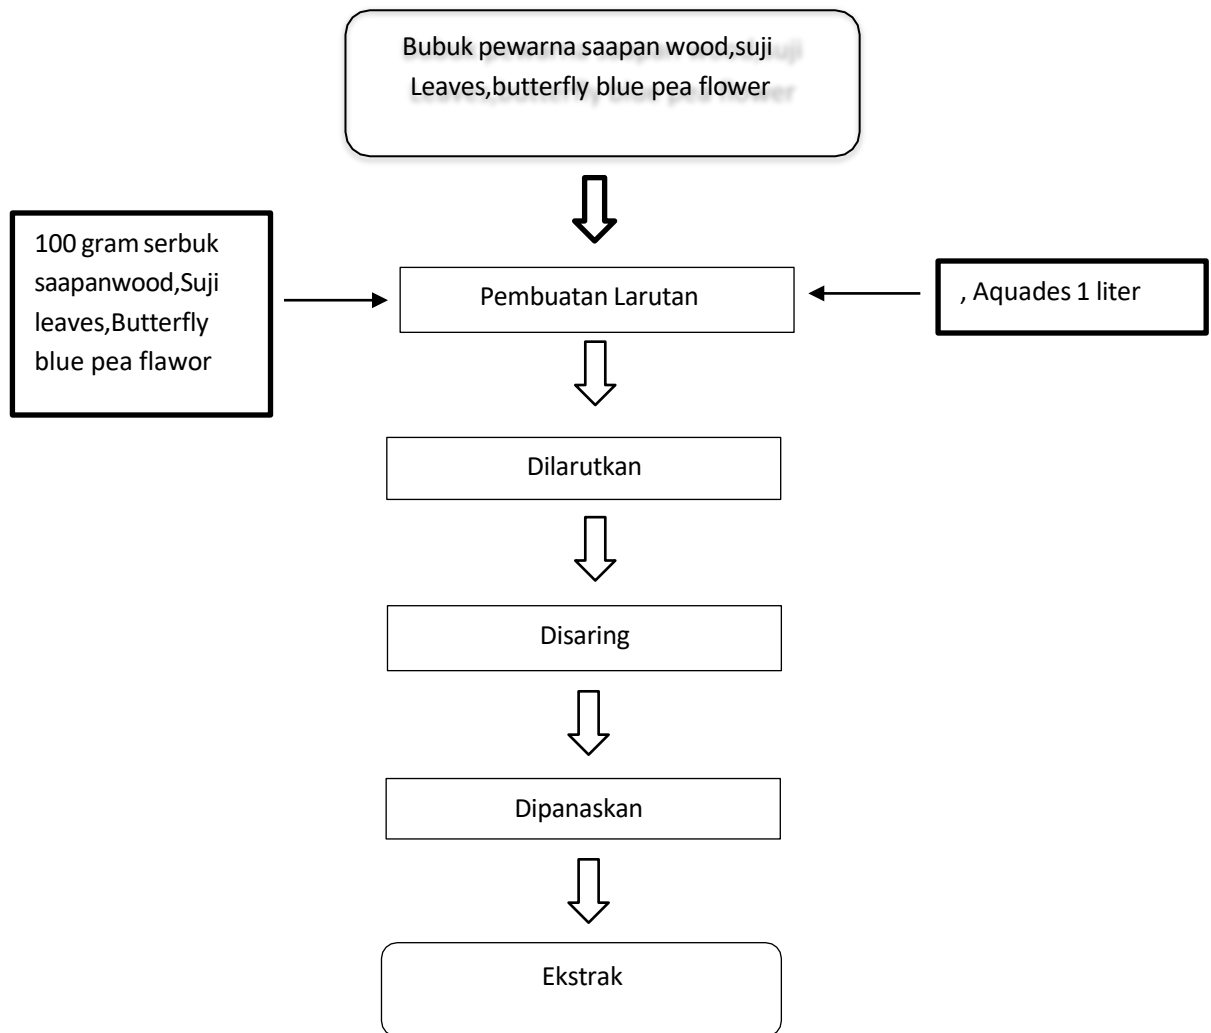 Bubuk pewarna saapan wood,suji
Leaves,butterfly blue pea flower
100 gram serbuk
saapanwood,Suji
leaves,Butterfly
blue pea flawor
Pembuatan Larutan
, Aquades 1 liter
Dilarutkan
Disaring
Dipanaskan
Ekstrak